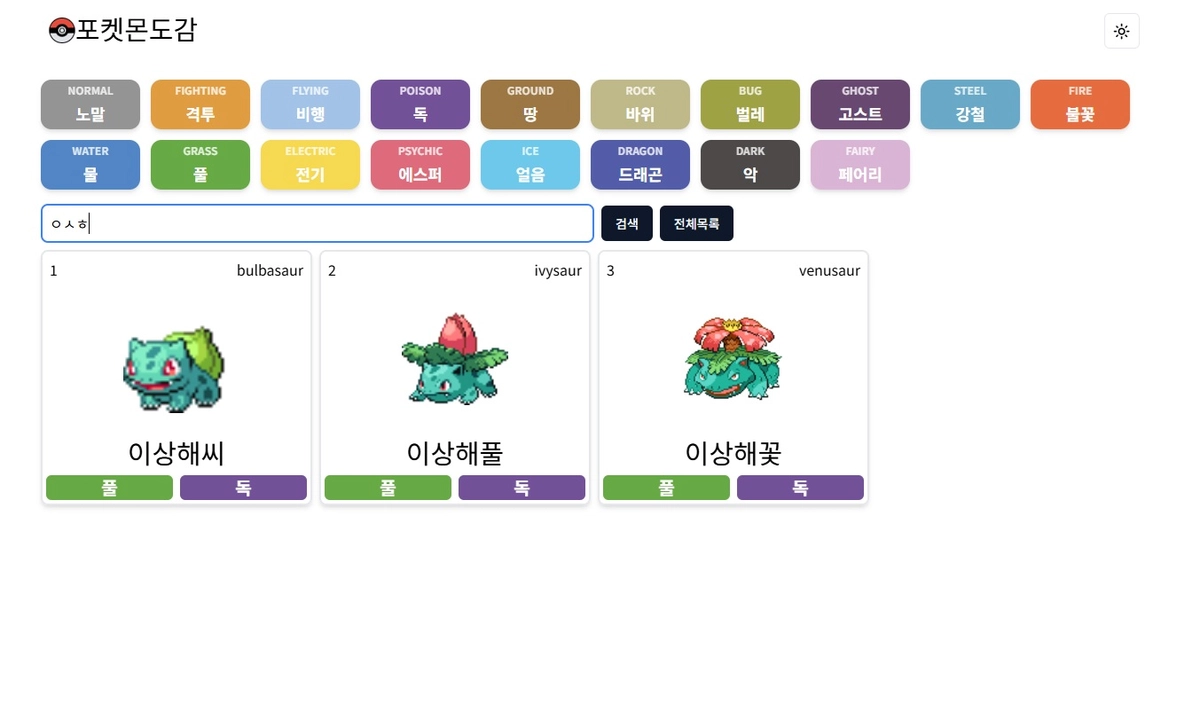 포켓몬도감
NORMAL FIGHTING FLYING POISON GROUND ROCK BUG GHOST STEEL FIRE
노말 격투 비행 독 땅 바위 벌레 고스트 강철 불꽃
WATER GRASS ELECTRIC PSYCHIC ICE DRAGON DARK FAIRY
물 풀 전기 에스퍼 얼음 드래곤 악 페어리
ㅇㅅㅎ 검색 전체목록
1 bulbasaur 2 ivysaur 3 venusaur
이상해씨 이상해풀 이상해꽃
풀 독 풀 독 풀 독